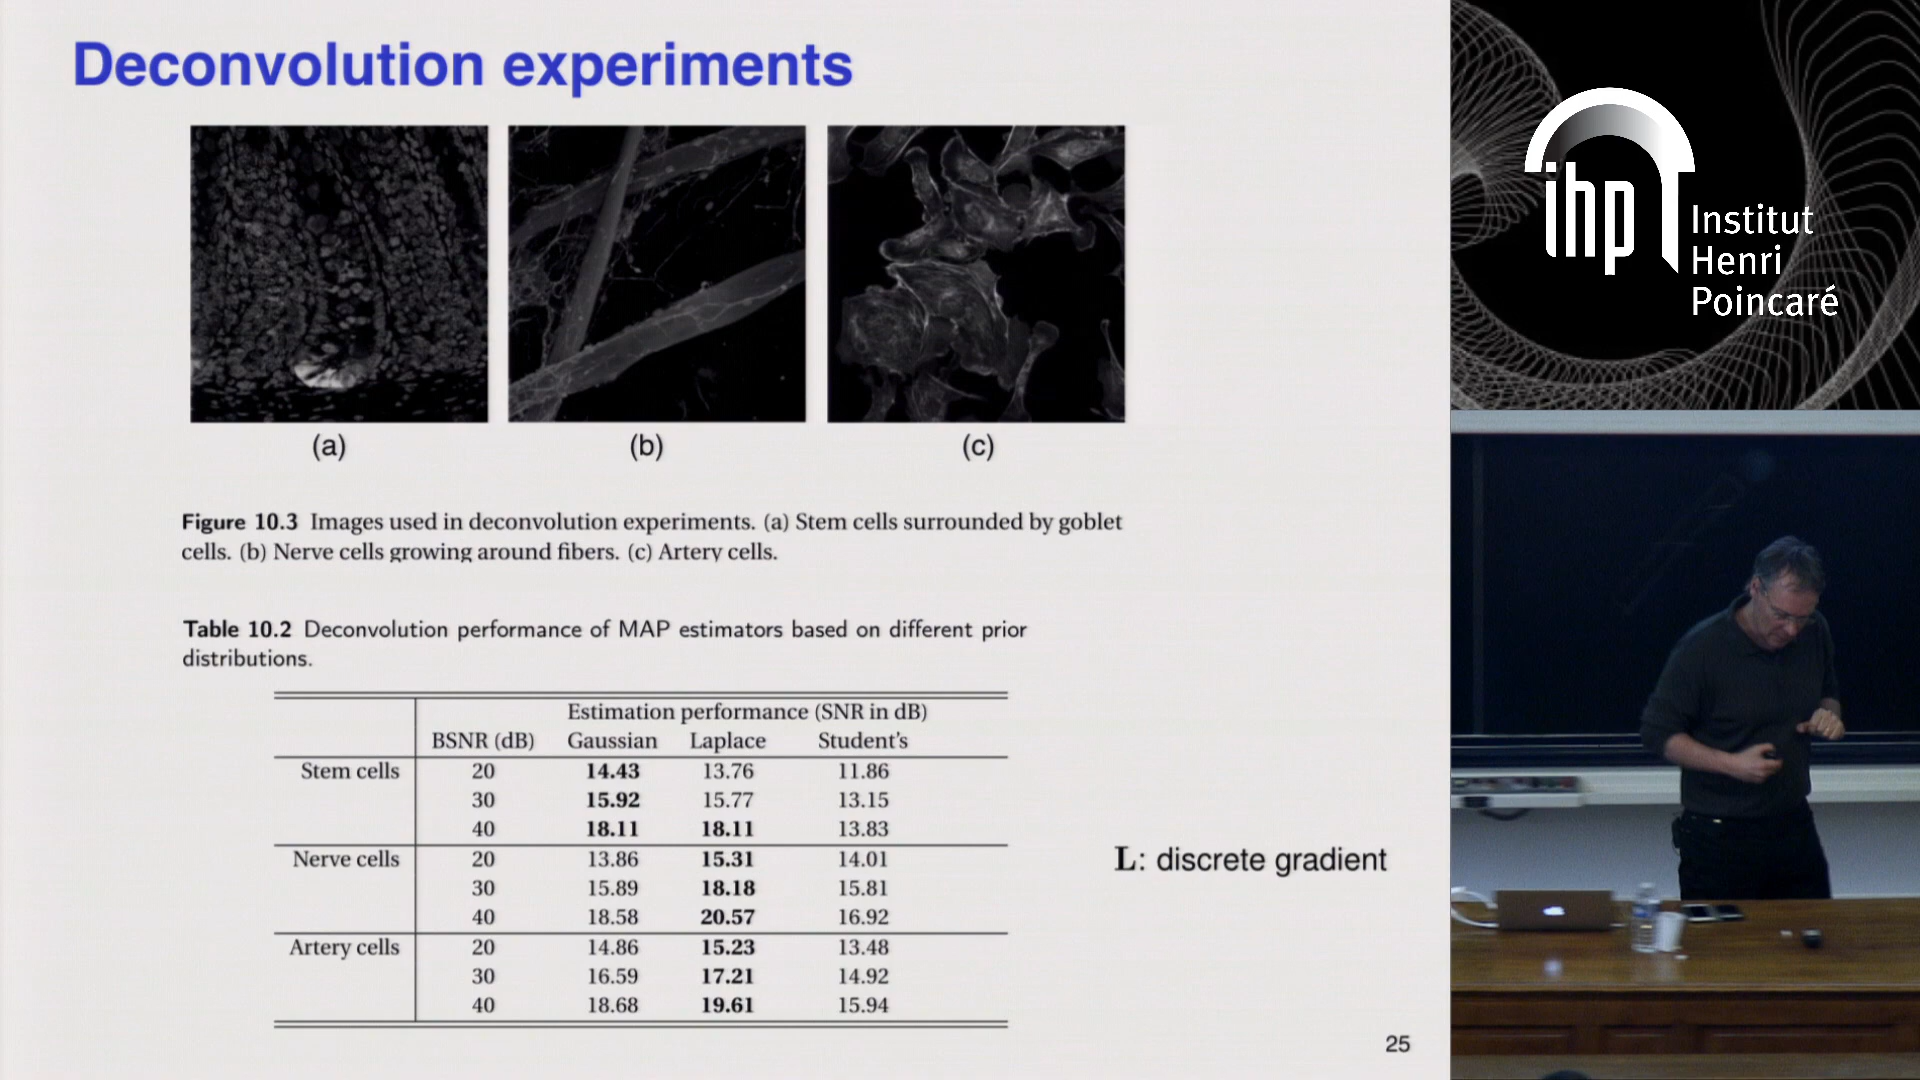 Deconvolution experiments
(a) (b) (c)
Figure 10.3 Images used in deconvolution experiments. (a) Stem cells surrounded by goblet
cells. (b) Nerve cells growing around fibers. (c) Artery cells.
Table 10.2 Deconvolution performance of MAP estimators based on different prior
distributions.
Estimation performance (SNR in dB)
BSNR (dB) Gaussian Laplace Student's
Stem cells 20 14.43 13.76 11.86
30 15.92 15.77 13.15
40 18.11 18.11 13.83
Nerve cells 20 13.86 15.31 14.01
30 15.89 18.18 15.81
40 18.58 20.57 16.92
Artery cells 20 14.86 15.23 13.48
30 16.59 17.21 14.92
40 18.68 19.61 15.94
L: discrete gradient
25
ihp
Institut
Henri
Poincaré